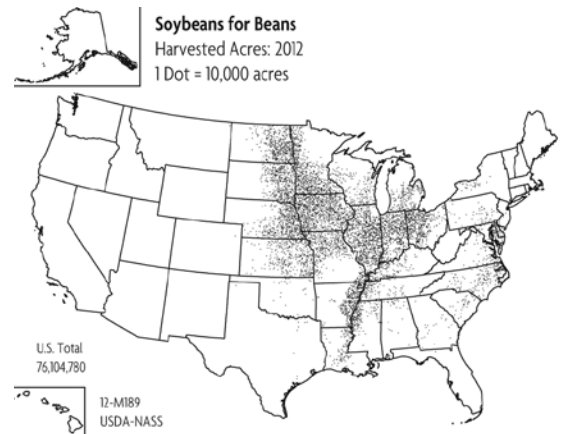 Soybeans for Beans
Harvested Acres: 2012
1 Dot = 10,000 acres
U.S. Total
76,104,780
12-M189
USDA-NASS